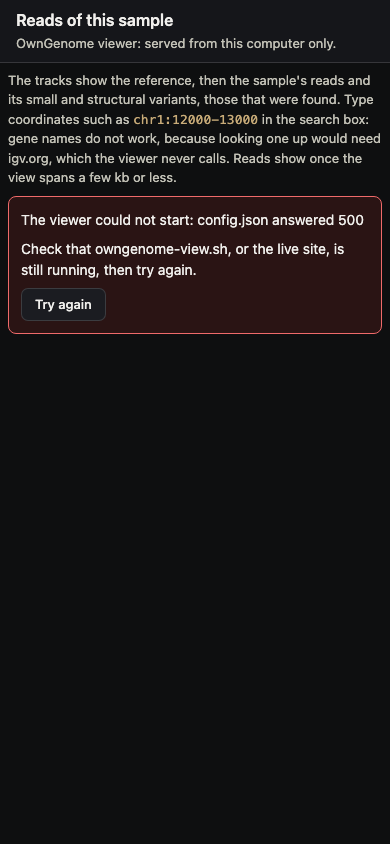 Reads of this sample
OwnGenome viewer: served from this computer only.
The tracks show the reference, then the sample's reads and
its small and structural variants, those that were found. Type
coordinates such as chr1:12000–13000 in the search box:
gene names do not work, because looking one up would need
igv.org, which the viewer never calls. Reads show once the
view spans a few kb or less.
The viewer could not start: config.json answered 500
Check that owngenome-view.sh, or the live site, is
still running, then try again.
Try again